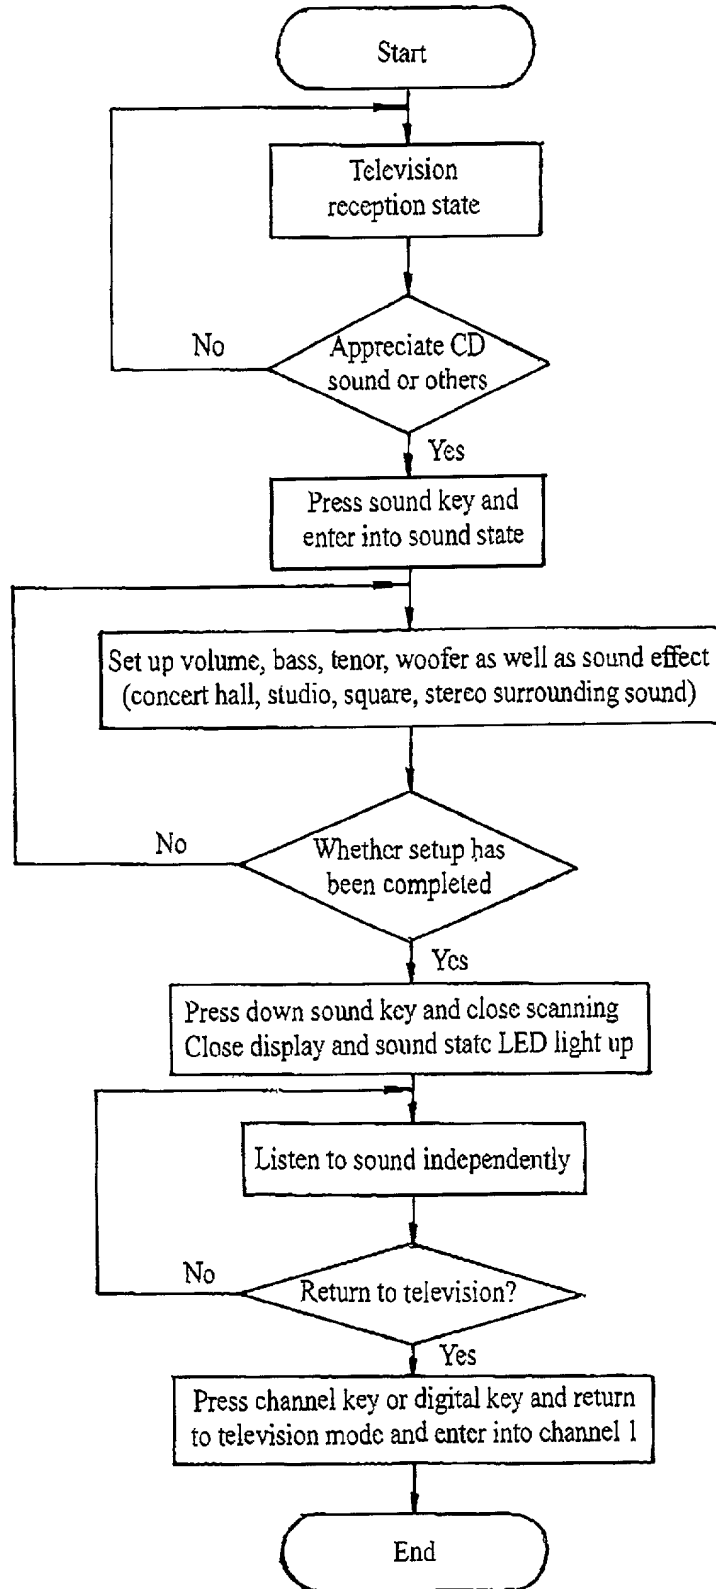 Start
Television
reception state
No
Appreciate CD
sound or others
Yes
Press sound key and
enter into sound state
Set up volume, bass, tenor, woofer as well as sound effect
(concert hall, studio, square, stereo surrounding sound)
No
Whether setup has
been completed
Yes
Press down sound key and close scanning
Close display and sound state LED light up
Listen to sound independently
No
Return to television?
Yes
Press channel key or digital key and return
to television mode and enter into channel 1
End